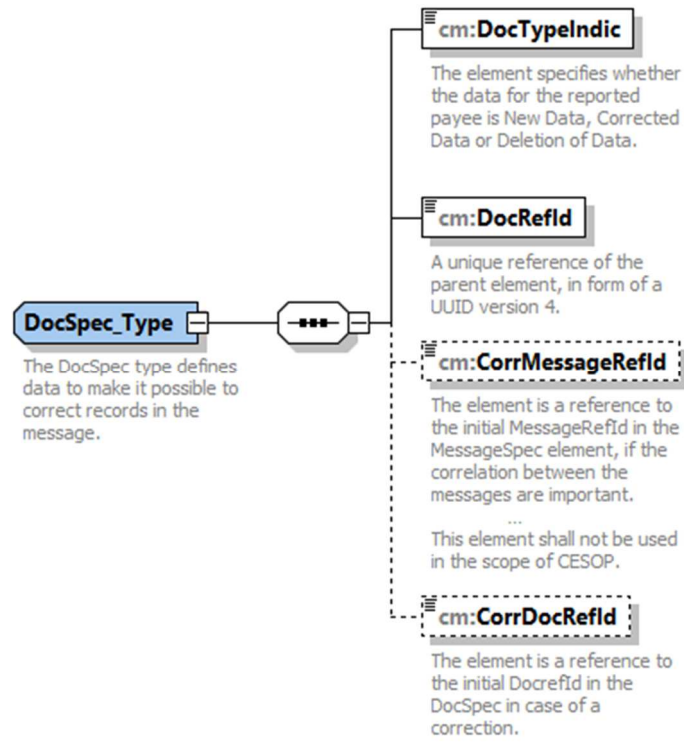 cm:DocTypeIndic
The element specifies whether
the data for the reported
payee is New Data, Corrected
Data or Deletion of Data.
cm:DocRefId
A unique reference of the
parent element, in form of a
UUID version 4.
DocSpec_Type
The DocSpec type defines
data to make it possible to
correct records in the
message.
cm:CorrMessageRefId
The element is a reference to
the initial MessageRefId in the
MessageSpec element, if the
correlation between the
messages are important.
...
This element shall not be used
in the scope of CESOP.
cm:CorrDocRefId
The element is a reference to
the initial DocrefId in the
DocSpec in case of a
correction.